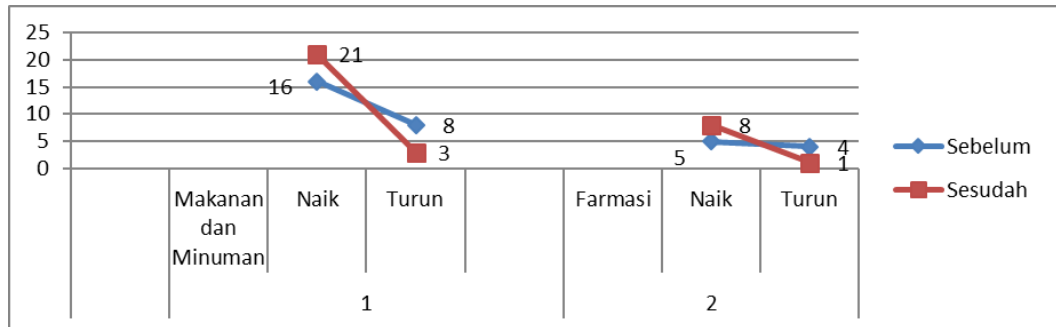 25
20
15
10
5
0
21
16
8
3
8
5
4
1
Makanan
dan
Minuman
Naik
Turun
Farmasi
Naik
Turun
1
2
Sebelum
Sesudah